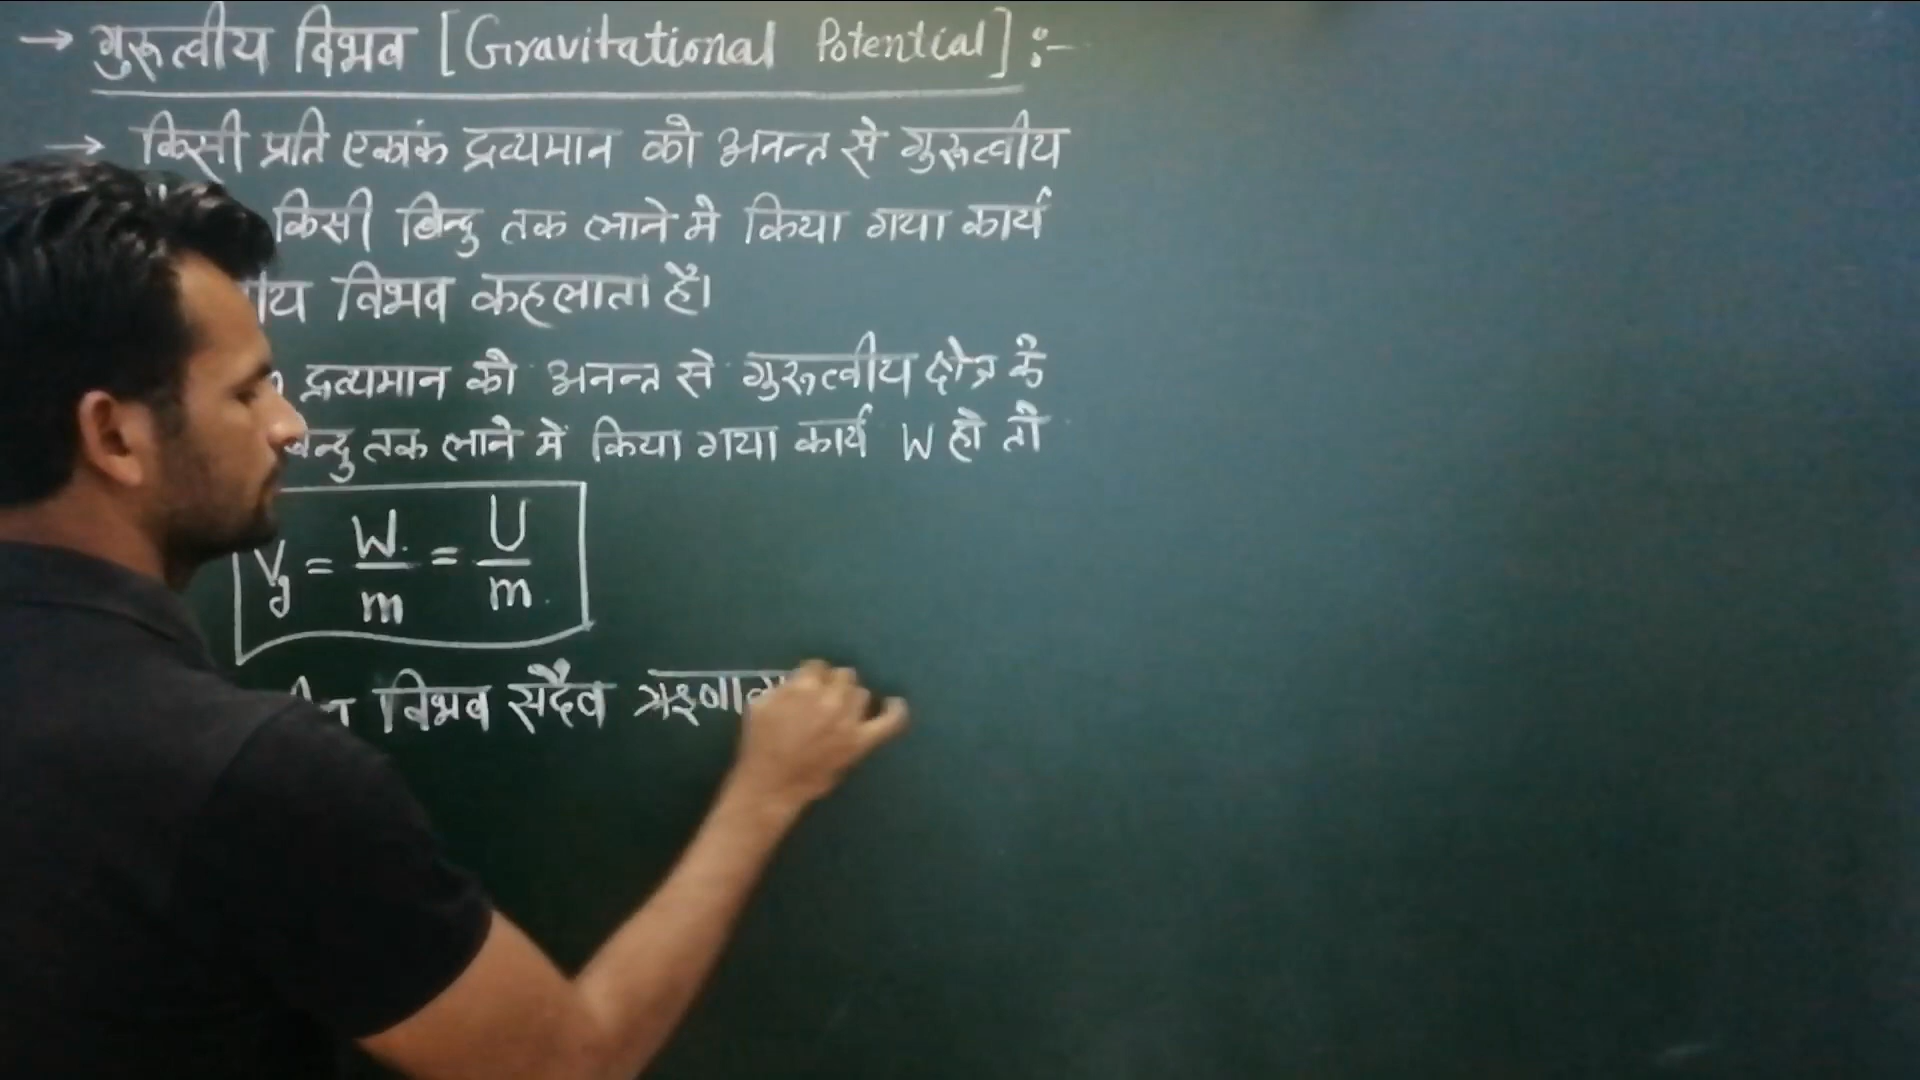 → गुरुत्वीय विभव [Gravitational Potential] :-
→ किसी प्रति एकांक द्रव्यमान को अनन्त से गुरुत्वीय
किसी बिन्दु तक लाने मे किया गया कार्य
विभव कहलाता है।
द्रव्यमान को अनन्त से गुरुत्वीय क्षेत्र के
तक लाने में किया गया कार्य W हो तो
Vg = W/m = U/m
विभव सदैव